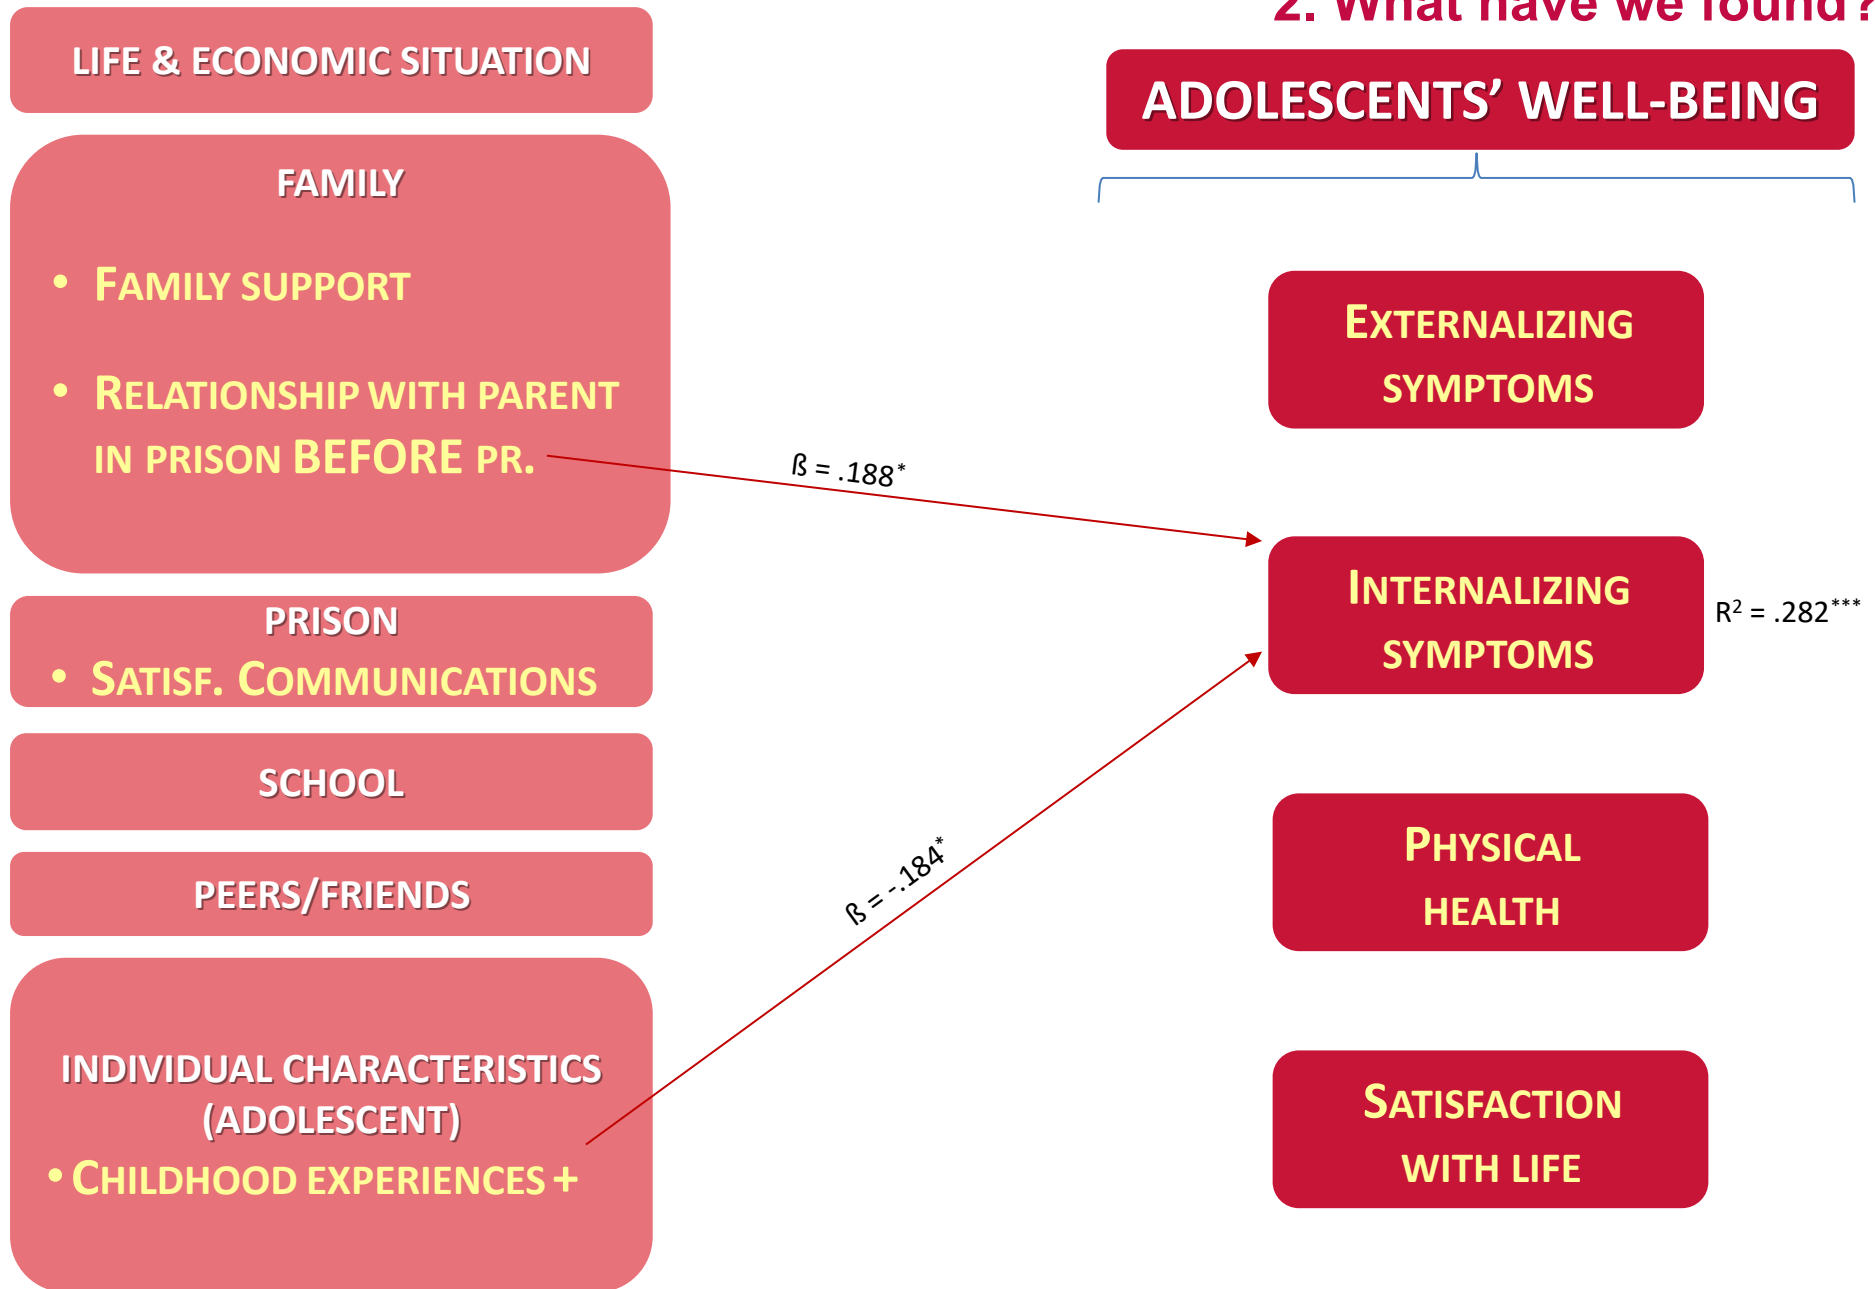 2. What have we found?
LIFE & ECONOMIC SITUATION
FAMILY
• FAMILY SUPPORT
• RELATIONSHIP WITH PARENT
IN PRISON BEFORE PR.
PRISON
• SATISF. COMMUNICATIONS
SCHOOL
PEERS/FRIENDS
INDIVIDUAL CHARACTERISTICS
(ADOLESCENT)
• CHILDHOOD EXPERIENCES +
ß = .188*
ß = -.184*
ADOLESCENTS’ WELL-BEING
EXTERNALIZING
SYMPTOMS
INTERNALIZING
SYMPTOMS
R² = .282***
PHYSICAL
HEALTH
SATISFACTION
WITH LIFE